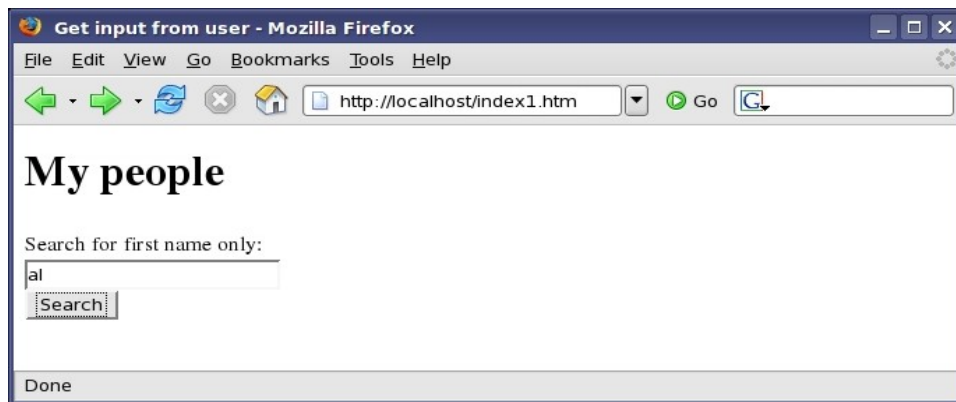 Get input from user - Mozilla Firefox
File Edit View Go Bookmarks Tools Help
http://localhost/index1.htm Go G
My people
Search for first name only:
al
Search
Done